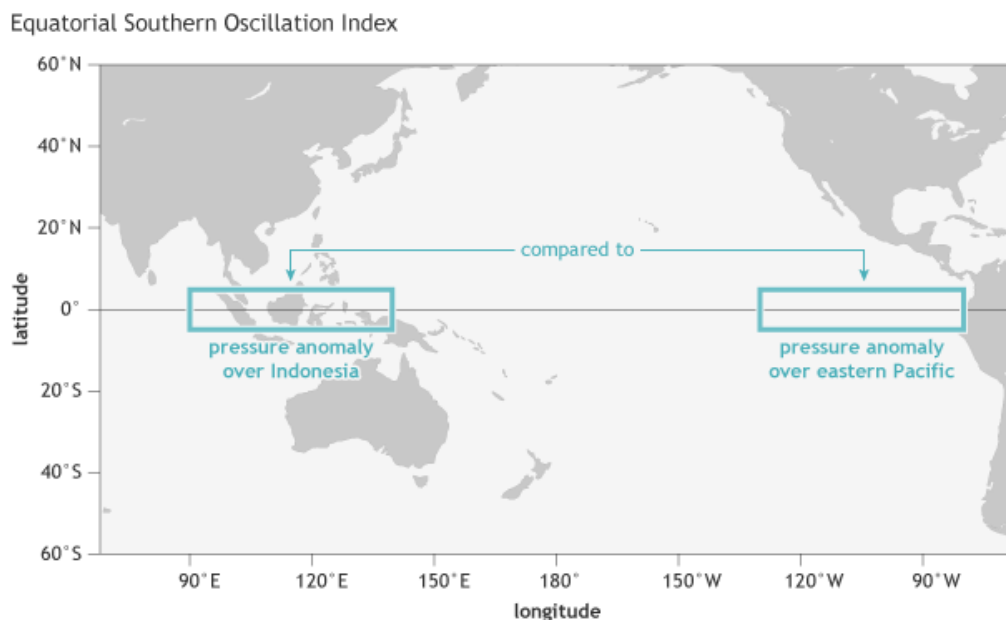 Equatorial Southern Oscillation Index
60°N
40°N
20°N
0°
20°S
40°S
60°S
latitude
compared to
pressure anomaly
over Indonesia
pressure anomaly
over eastern Pacific
90°E
120°E
150°E
180°
150°W
120°W
90°W
longitude